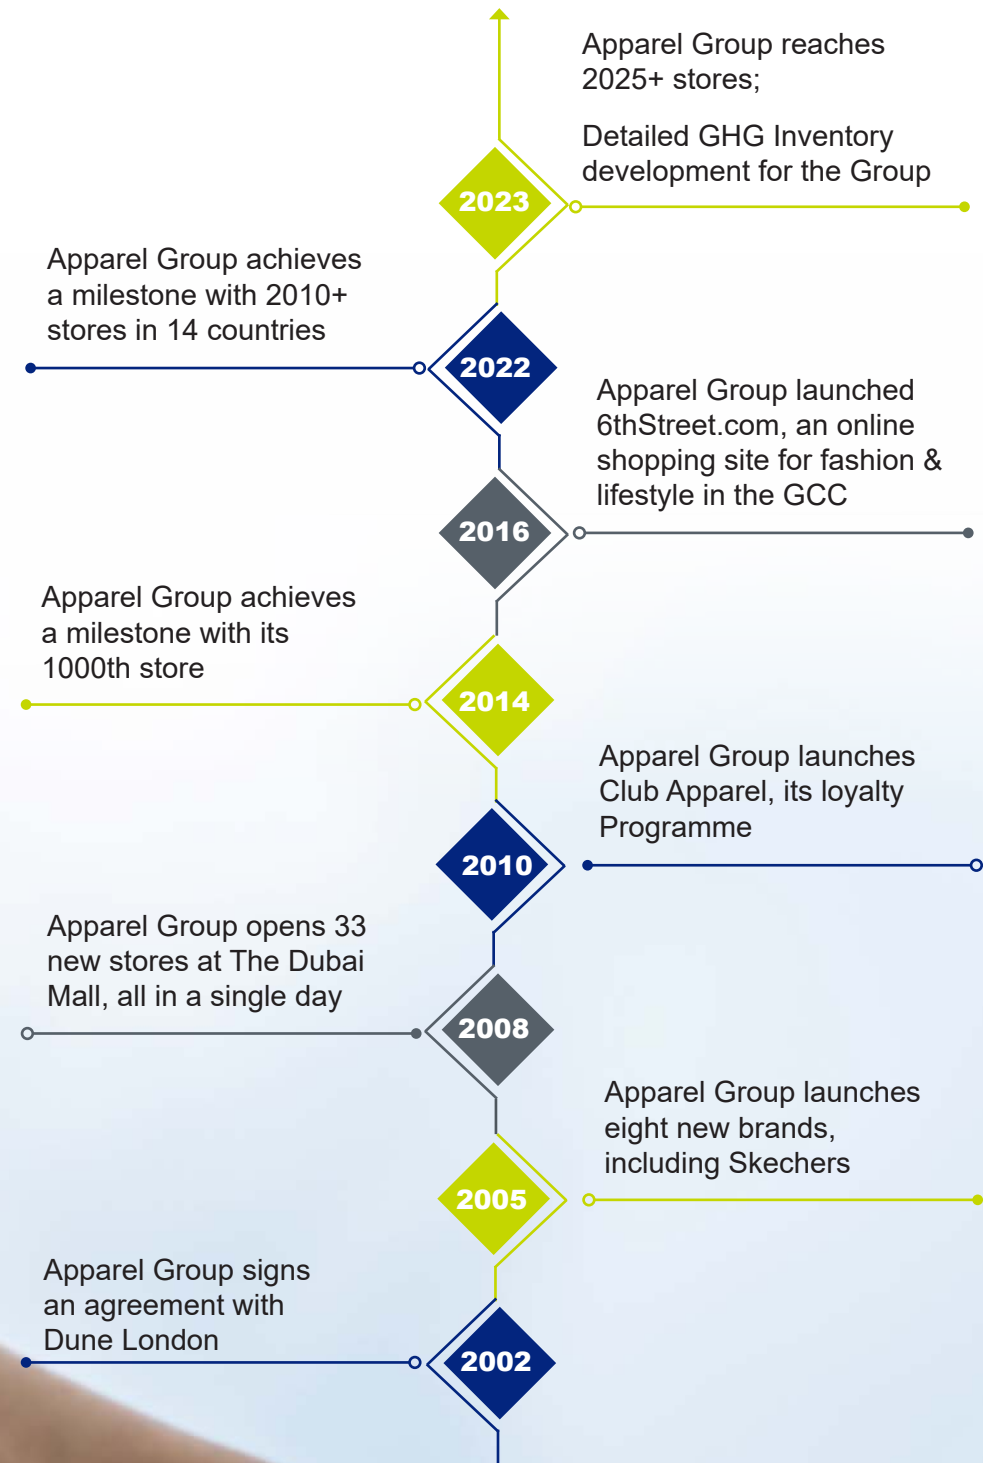 Apparel Group reaches
2025+ stores;
Detailed GHG Inventory
development for the Group
2023
Apparel Group achieves
a milestone with 2010+
stores in 14 countries
2022
Apparel Group launched
6thStreet.com, an online
shopping site for fashion &
lifestyle in the GCC
2016
Apparel Group achieves
a milestone with its
1000th store
2014
Apparel Group launches
Club Apparel, its loyalty
Programme
2010
Apparel Group opens 33
new stores at The Dubai
Mall, all in a single day
2008
Apparel Group launches
eight new brands,
including Skechers
2005
Apparel Group signs
an agreement with
Dune London
2002